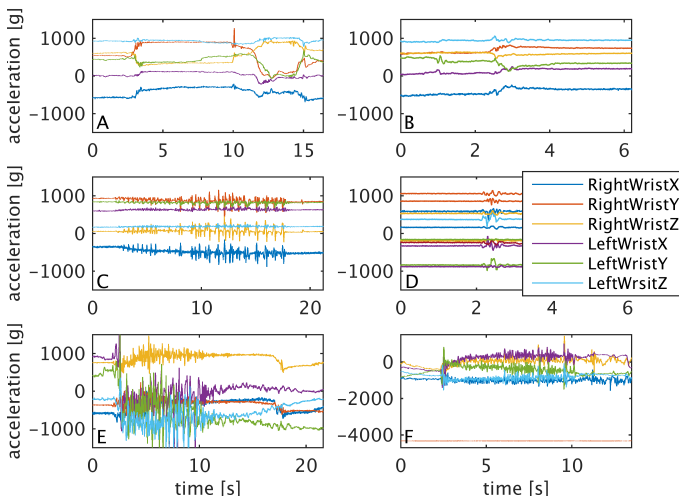 acceleration [g]
1000
0
-1000
A
0
5
10
15
1000
0
-1000
B
0
2
4
6
acceleration [g]
1000
0
-1000
C
0
10
20
1000
0
-1000
D
0
2
4
6
RightWristX
RightWristY
RightWristZ
LeftWristX
LeftWristY
LeftWrsitZ
acceleration [g]
1000
0
-1000
E
0
10
20
time [s]
0
-2000
-4000
F
0
5
10
time [s]